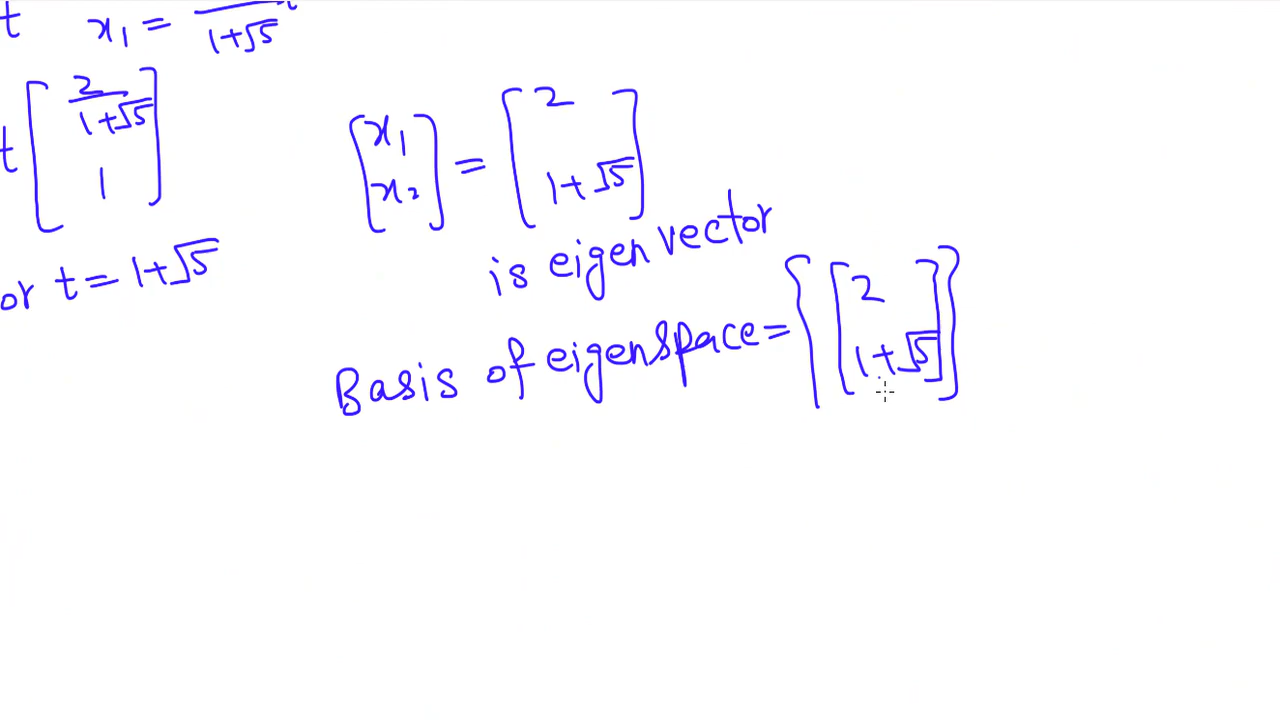 t x₁ = ――
1+√5
t [ 2/(1+√5) 1 ]
[ x₁ x₂ ] = [ 2 1+√5 ]
is eigen vector
or t = 1+√5
Basis of eigenspace = { [ 2 1+√5 ] }